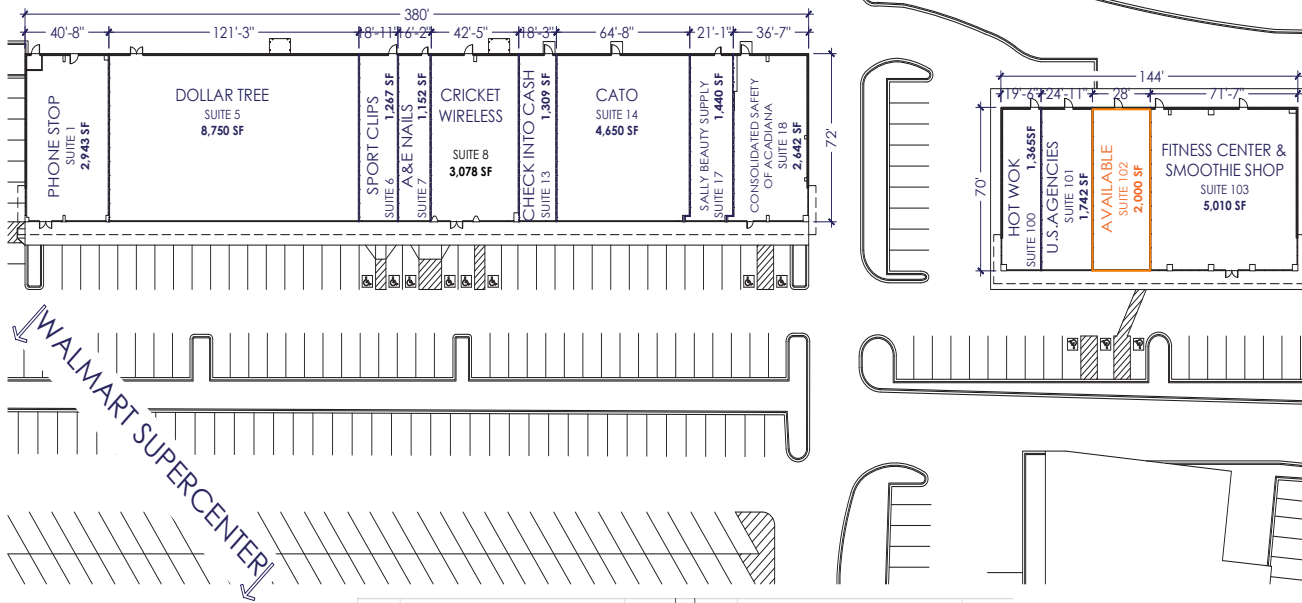 380'
40'-8"
121'-3"
18'-11"
16'-2"
42'-5"
18'-3"
64'-8"
21'-1"
36'-7"
72'
PHONE STOP
SUITE 1
2,943 SF
DOLLAR TREE
SUITE 5
8,750 SF
SPORT CLIPS
SUITE 6
1,267 SF
A&E NAILS
SUITE 7
1,152 SF
CRICKET
WIRELESS
SUITE 8
3,078 SF
CHECK INTO CASH
SUITE 13
1,309 SF
CATO
SUITE 14
4,650 SF
SALLY BEAUTY SUPPLY
SUITE 17
1,440 SF
CONSOLIDATED SAFETY
OF ACADIANA
SUITE 18
2,642 SF
144'
19'-6"
24'-11"
28'
71'-7"
70'
HOT WOK
SUITE 100
1,365SF
U.S.AGENCIES
SUITE 101
1,742 SF
AVAILABLE
SUITE 102
2,000 SF
FITNESS CENTER &
SMOOTHIE SHOP
SUITE 103
5,010 SF
WALMART SUPERCENTER